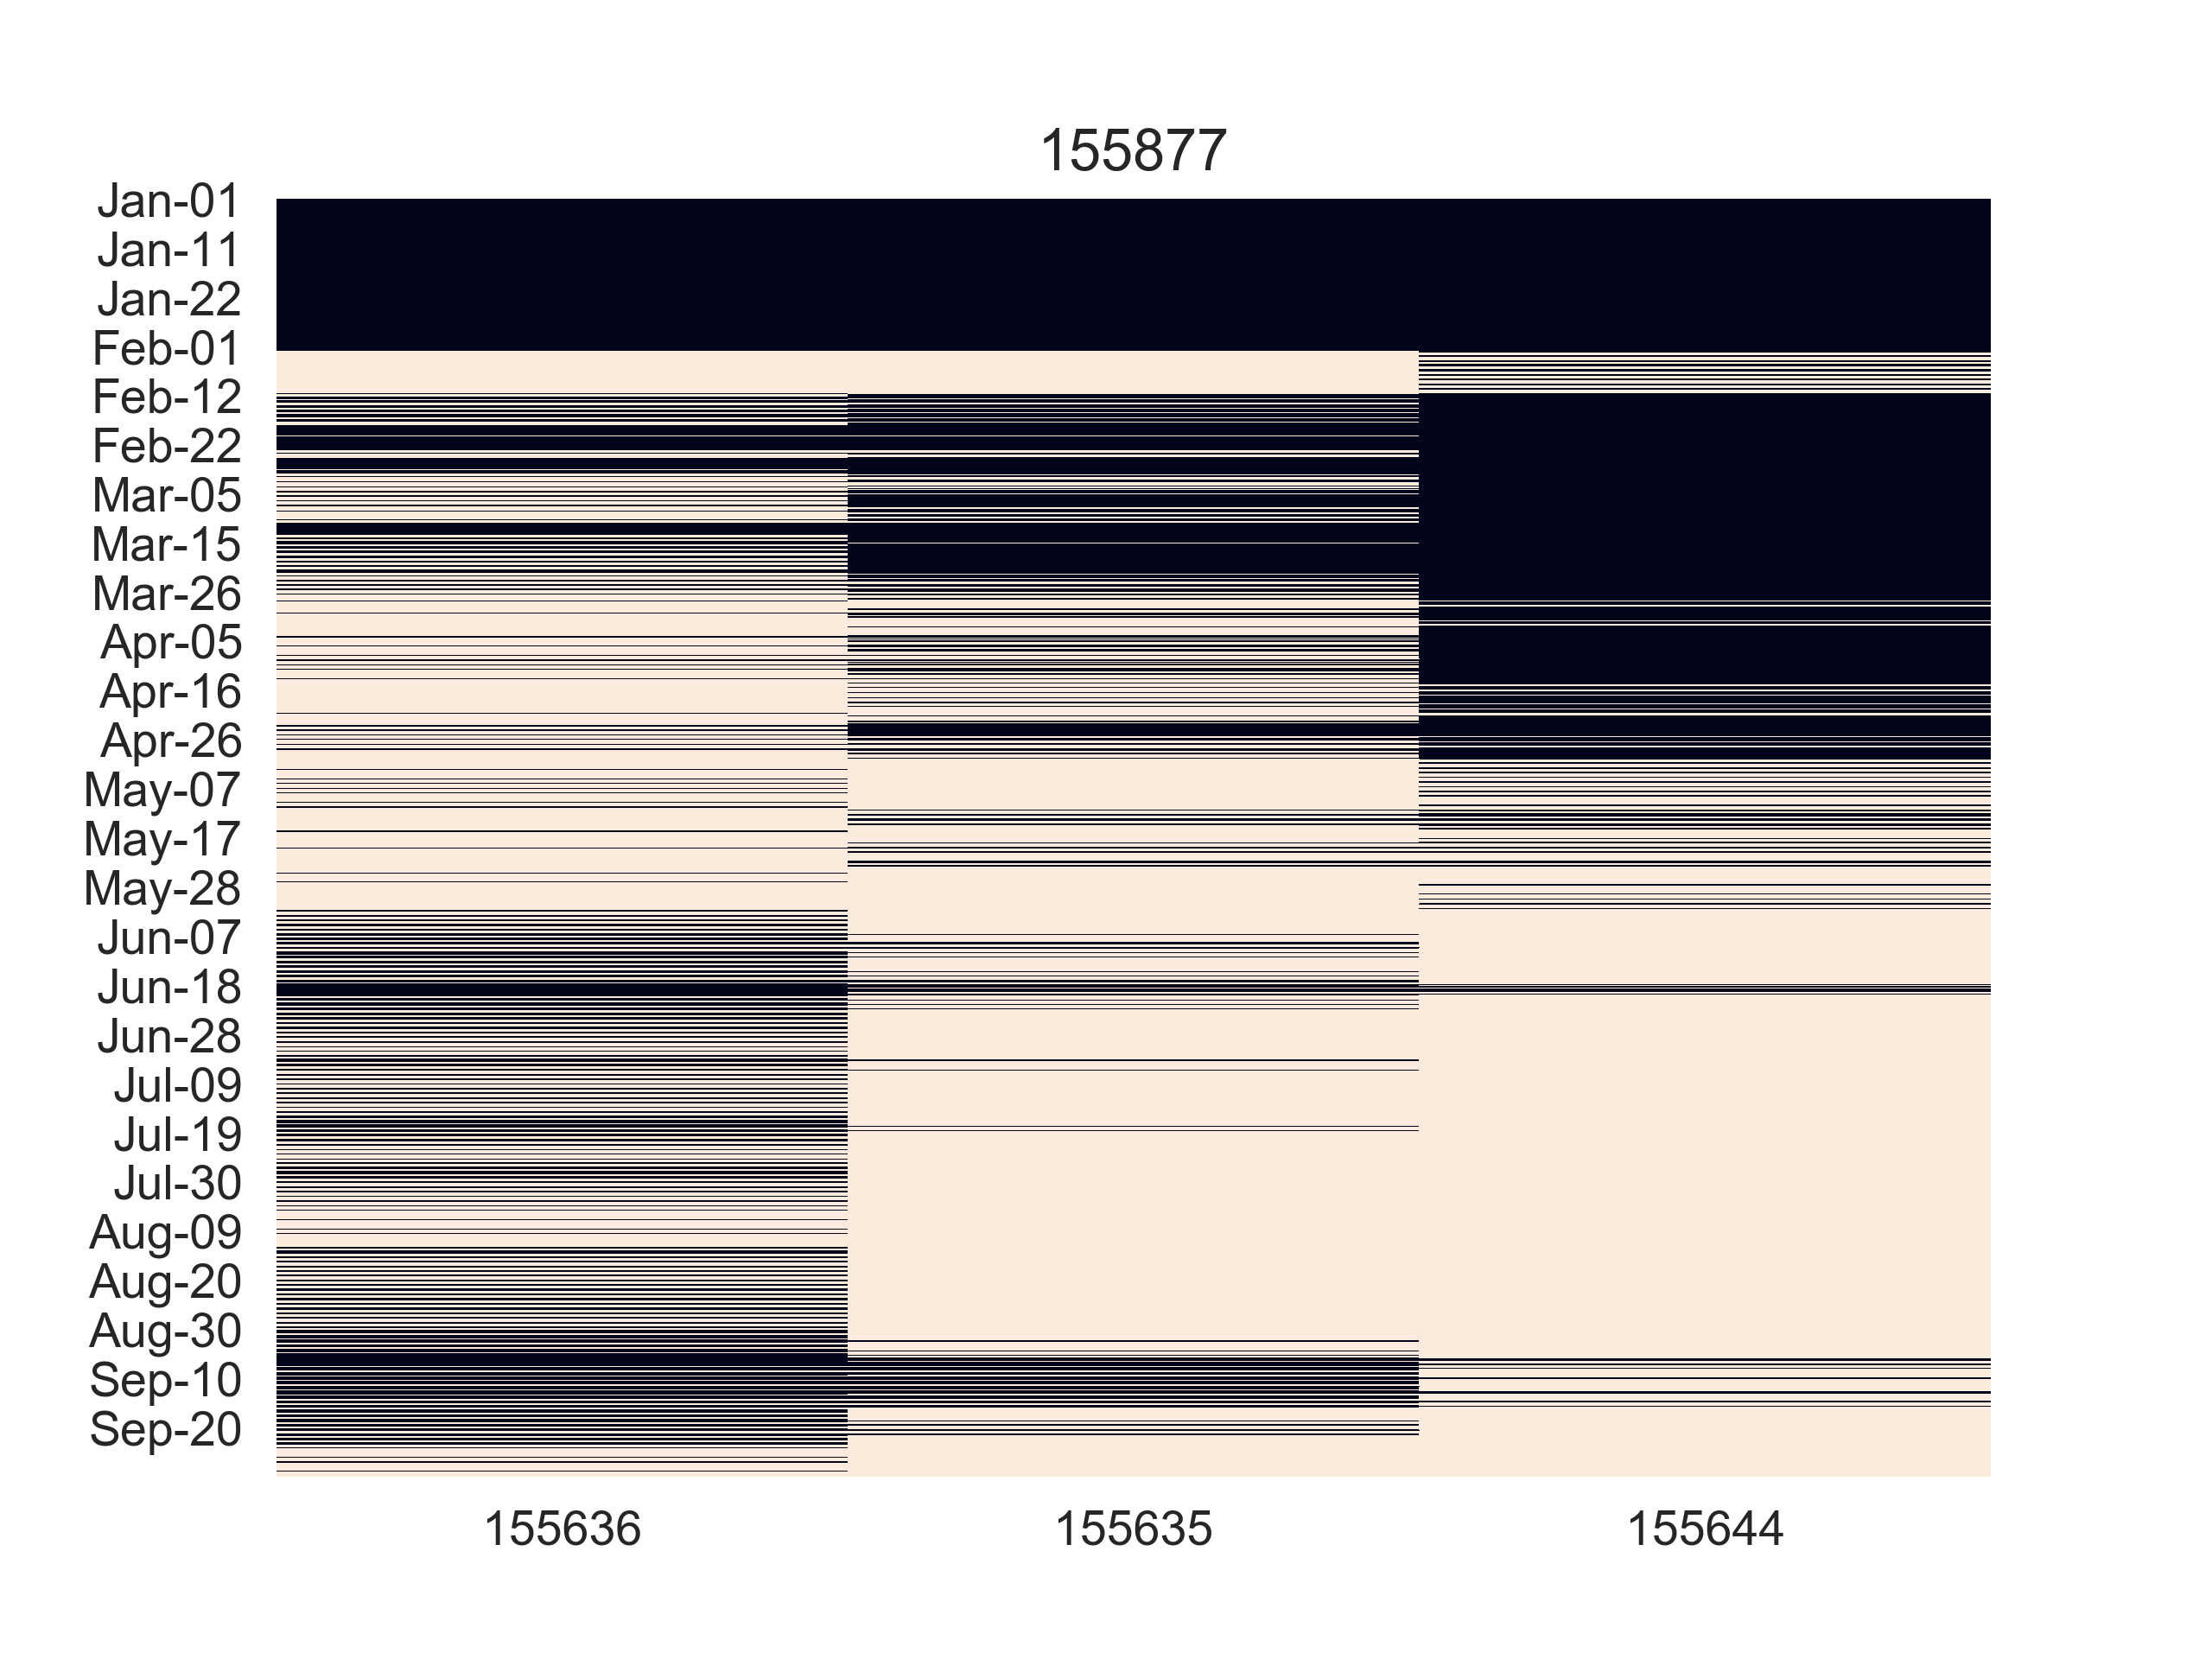 155877
Jan-01
Jan-11
Jan-22
Feb-01
Feb-12
Feb-22
Mar-05
Mar-15
Mar-26
Apr-05
Apr-16
Apr-26
May-07
May-17
May-28
Jun-07
Jun-18
Jun-28
Jul-09
Jul-19
Jul-30
Aug-09
Aug-20
Aug-30
Sep-10
Sep-20
155636 155635 155644